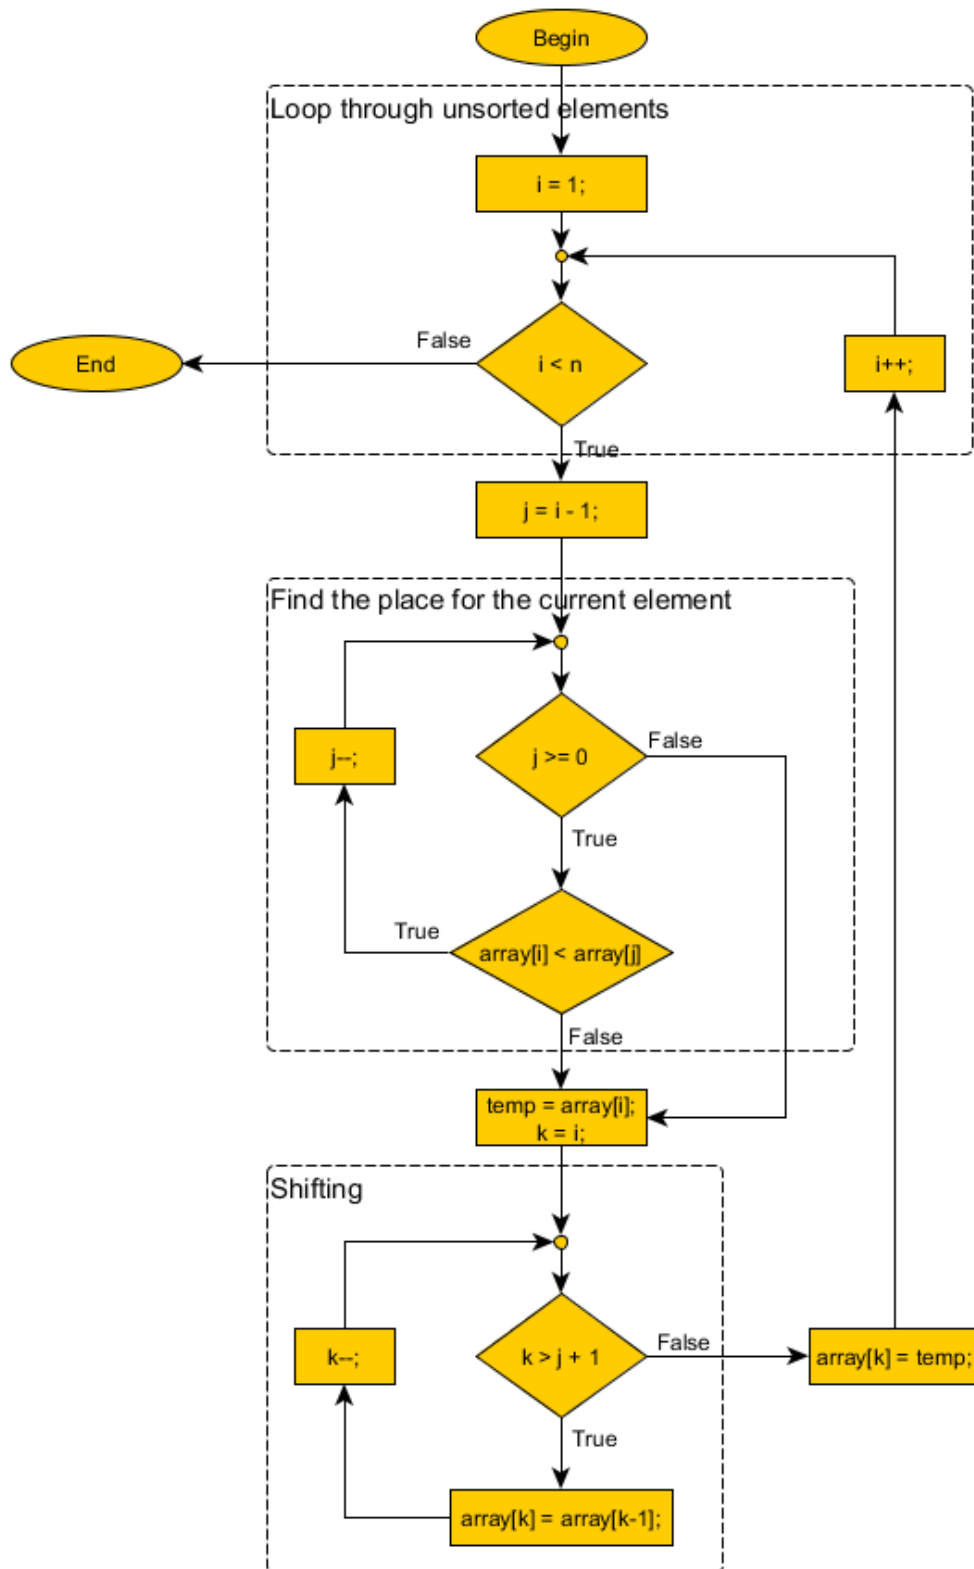 Begin
Loop through unsorted elements
i = 1;
i < n
False
End
i++;
True
j = i - 1;
Find the place for the current element
j--;
j >= 0
False
True
True
array[i] < array[j]
False
temp = array[i];
k = i;
Shifting
k--;
k > j + 1
False
array[k] = temp;
True
array[k] = array[k-1];